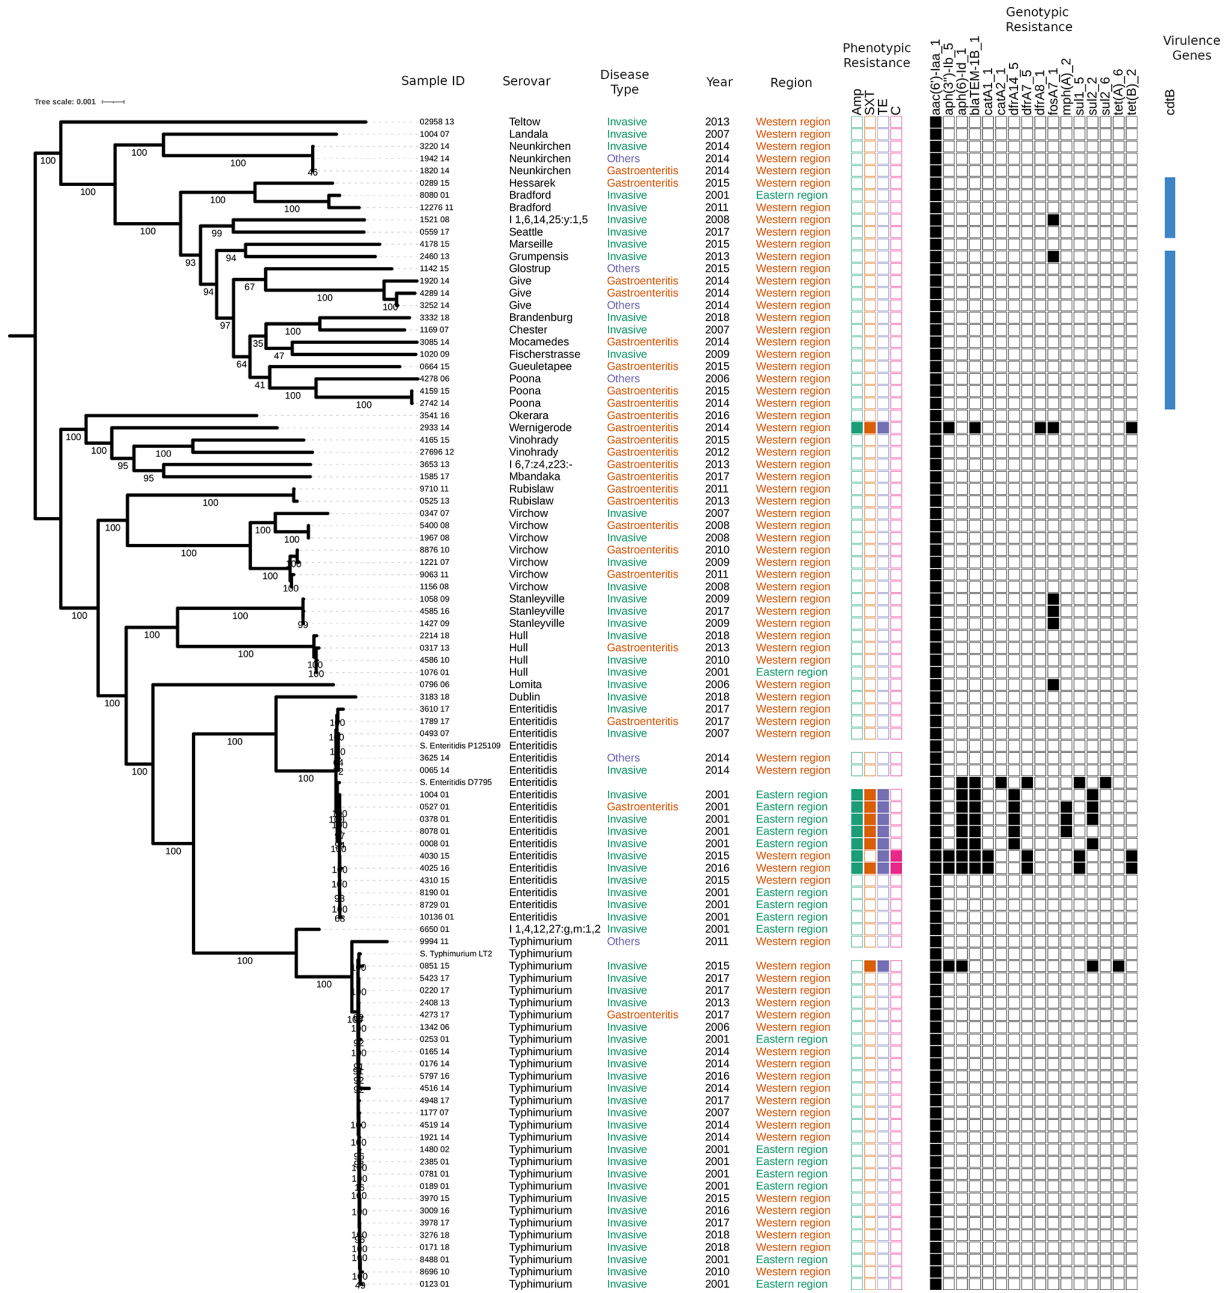 Genotypic
Resistance
Virulence
Genes
Phenotypic
Resistance
Sample ID Serovar Disease Type Year Region
Amp SXT TE C aac(6')-Iaa_1 aph(3'')-Ib_5 aph(6)-Id_1 blaTEM-1B_1 catA1_1 catA2_1 dfrA14_5 dfrA7_5 dfrA8_1 fosA7_1 mph(A)_2 sul1_5 sul2_2 sul2_6 tet(A)_6 tet(B)_2 cdtB
Tree scale: 0.001
02958 13 Teltow Invasive 2013 Western region
1004 07 Landala Invasive 2007 Western region
3220 14 Neunkirchen Invasive 2014 Western region
1942 14 Neunkirchen Others 2014 Western region
1820 14 Neunkirchen Gastroenteritis 2014 Western region
0289 15 Hessarek Gastroenteritis 2015 Western region
8080 01 Bradford Invasive 2001 Eastern region
12276 11 Bradford Invasive 2011 Western region
1521 08 I 1,6,14,25:y:1,5 Invasive 2008 Western region
0559 17 Seattle Invasive 2017 Western region
4178 15 Marseille Invasive 2015 Western region
2460 13 Grumpensis Invasive 2013 Western region
1142 15 Glostrup Others 2015 Western region
1920 14 Give Gastroenteritis 2014 Western region
4289 14 Give Gastroenteritis 2014 Western region
3252 14 Give Others 2014 Western region
3332 18 Brandenburg Invasive 2018 Western region
1169 07 Chester Invasive 2007 Western region
3085 14 Mocamedes Gastroenteritis 2014 Western region
1020 09 Fischerstrasse Invasive 2009 Western region
0664 15 Gueuletapee Gastroenteritis 2015 Western region
4278 06 Poona Others 2006 Western region
4159 15 Poona Gastroenteritis 2015 Western region
2742 14 Poona Gastroenteritis 2014 Western region
3541 16 Okerara Gastroenteritis 2016 Western region
2933 14 Wernigerode Gastroenteritis 2014 Western region
4165 15 Vinohrady Gastroenteritis 2015 Western region
27696 12 Vinohrady Gastroenteritis 2012 Western region
3653 13 I 6,7:z4,z23:- Gastroenteritis 2013 Western region
1585 17 Mbandaka Gastroenteritis 2017 Western region
9710 11 Rubislaw Gastroenteritis 2011 Western region
0525 13 Rubislaw Gastroenteritis 2013 Western region
0347 07 Virchow Invasive 2007 Western region
5400 08 Virchow Gastroenteritis 2008 Western region
1967 08 Virchow Invasive 2008 Western region
8876 10 Virchow Gastroenteritis 2010 Western region
1221 07 Virchow Invasive 2009 Western region
9063 11 Virchow Gastroenteritis 2011 Western region
1156 08 Virchow Invasive 2008 Western region
1058 09 Stanleyville Invasive 2009 Western region
4585 16 Stanleyville Invasive 2017 Western region
1427 09 Stanleyville Invasive 2009 Western region
2214 18 Hull Invasive 2018 Western region
0317 13 Hull Gastroenteritis 2013 Western region
4586 10 Hull Invasive 2010 Western region
1076 01 Hull Invasive 2001 Eastern region
0796 06 Lomita Invasive 2006 Western region
3183 18 Dublin Invasive 2018 Western region
3610 17 Enteritidis Invasive 2017 Western region
1789 17 Enteritidis Gastroenteritis 2017 Western region
0493 07 Enteritidis Invasive 2007 Western region
S. Enteritidis P125109 Enteritidis
3625 14 Enteritidis Others 2014 Western region
0065 14 Enteritidis Invasive 2014 Western region
S. Enteritidis D7795 Enteritidis
1004 01 Enteritidis Invasive 2001 Eastern region
0527 01 Enteritidis Gastroenteritis 2001 Eastern region
0378 01 Enteritidis Invasive 2001 Eastern region
8078 01 Enteritidis Invasive 2001 Eastern region
0008 01 Enteritidis Invasive 2001 Eastern region
4030 15 Enteritidis Invasive 2015 Western region
4025 16 Enteritidis Invasive 2016 Western region
4310 15 Enteritidis Invasive 2015 Western region
8190 01 Enteritidis Invasive 2001 Eastern region
8729 01 Enteritidis Invasive 2001 Eastern region
10136 01 Enteritidis Invasive 2001 Eastern region
6650 01 I 1,4,12,27:g,m:1,2 Invasive 2001 Eastern region
9994 11 Typhimurium Others 2011 Western region
S. Typhimurium LT2 Typhimurium
0851 15 Typhimurium Invasive 2015 Western region
5423 17 Typhimurium Invasive 2017 Western region
0220 17 Typhimurium Invasive 2017 Western region
2408 13 Typhimurium Invasive 2013 Western region
4273 17 Typhimurium Gastroenteritis 2017 Western region
1342 06 Typhimurium Invasive 2006 Western region
0253 01 Typhimurium Invasive 2001 Eastern region
0165 14 Typhimurium Invasive 2014 Western region
0176 14 Typhimurium Invasive 2014 Western region
5797 16 Typhimurium Invasive 2016 Western region
4516 14 Typhimurium Invasive 2014 Western region
4948 17 Typhimurium Invasive 2017 Western region
1177 07 Typhimurium Invasive 2007 Western region
4519 14 Typhimurium Invasive 2014 Western region
1921 14 Typhimurium Invasive 2014 Western region
1480 02 Typhimurium Invasive 2001 Eastern region
2385 01 Typhimurium Invasive 2001 Eastern region
0781 01 Typhimurium Invasive 2001 Eastern region
0189 01 Typhimurium Invasive 2001 Eastern region
3970 15 Typhimurium Invasive 2015 Western region
3009 16 Typhimurium Invasive 2016 Western region
3978 17 Typhimurium Invasive 2017 Western region
3276 18 Typhimurium Invasive 2018 Western region
0171 18 Typhimurium Invasive 2018 Western region
8488 01 Typhimurium Invasive 2001 Eastern region
8696 10 Typhimurium Invasive 2010 Western region
0123 01 Typhimurium Invasive 2001 Eastern region